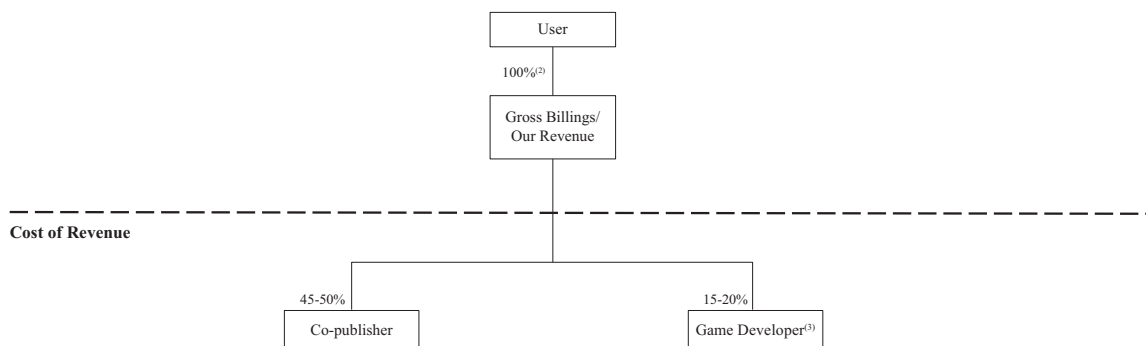 User
100%(2)
Gross Billings/
Our Revenue
Cost of Revenue
45-50%
15-20%
Co-publisher
Game Developer(3)